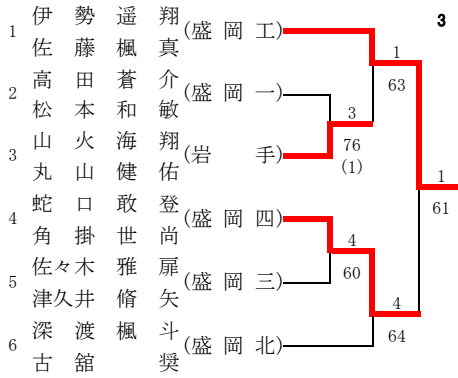 3
1 伊勢遥翔 (盛岡工)
佐藤楓真
1
63
2 高田蒼介 (盛岡一)
松本和敏
3
76
(1)
3 山火海翔 (岩手)
丸山健佑
1
61
4 蛇口敢登 (盛岡四)
角掛世尚
4
60
5 佐々木雅扉 (盛岡三)
津久井脩矢
4
64
6 深渡楓斗 (盛岡北)
古舘奨